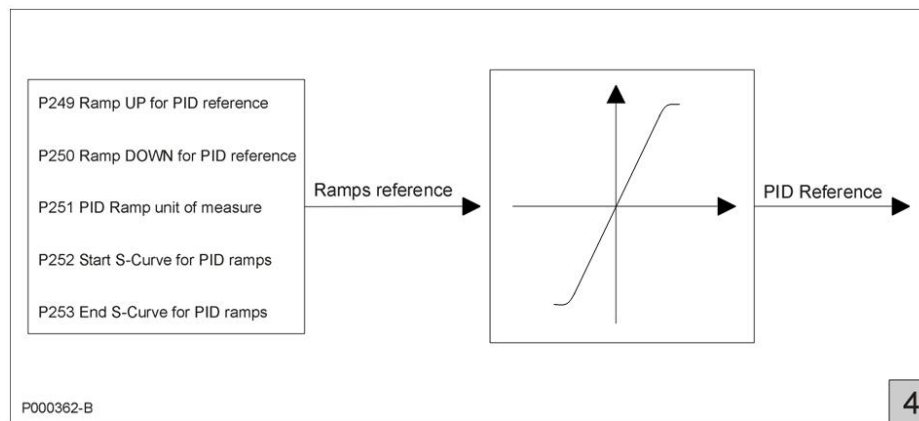 P249 Ramp UP for PID reference
P250 Ramp DOWN for PID reference
P251 PID Ramp unit of measure
P252 Start S-Curve for PID ramps
P253 End S-Curve for PID ramps
Ramps reference
PID Reference
P000362-B
4